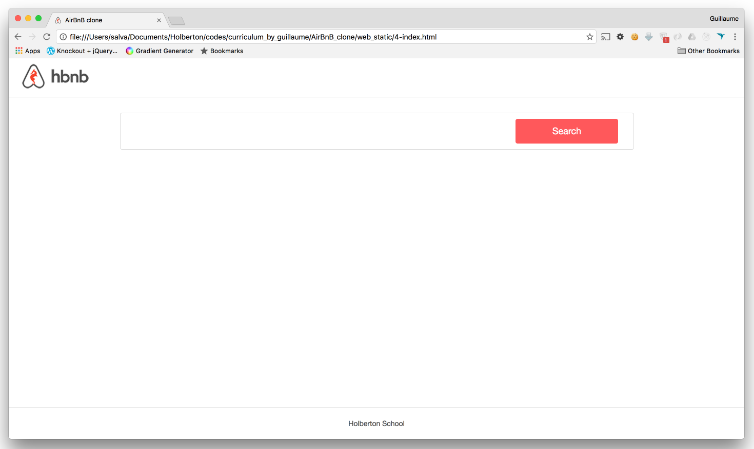 AirBnB clone
Guillaume
file:///Users/salva/Documents/Holberton/codes/curriculum_by_guillaume/AirBnB_clone/web_static/4-index.html
Apps Knockout + jQuery... Gradient Generator Bookmarks Other Bookmarks
hbnb
Search
Holberton School